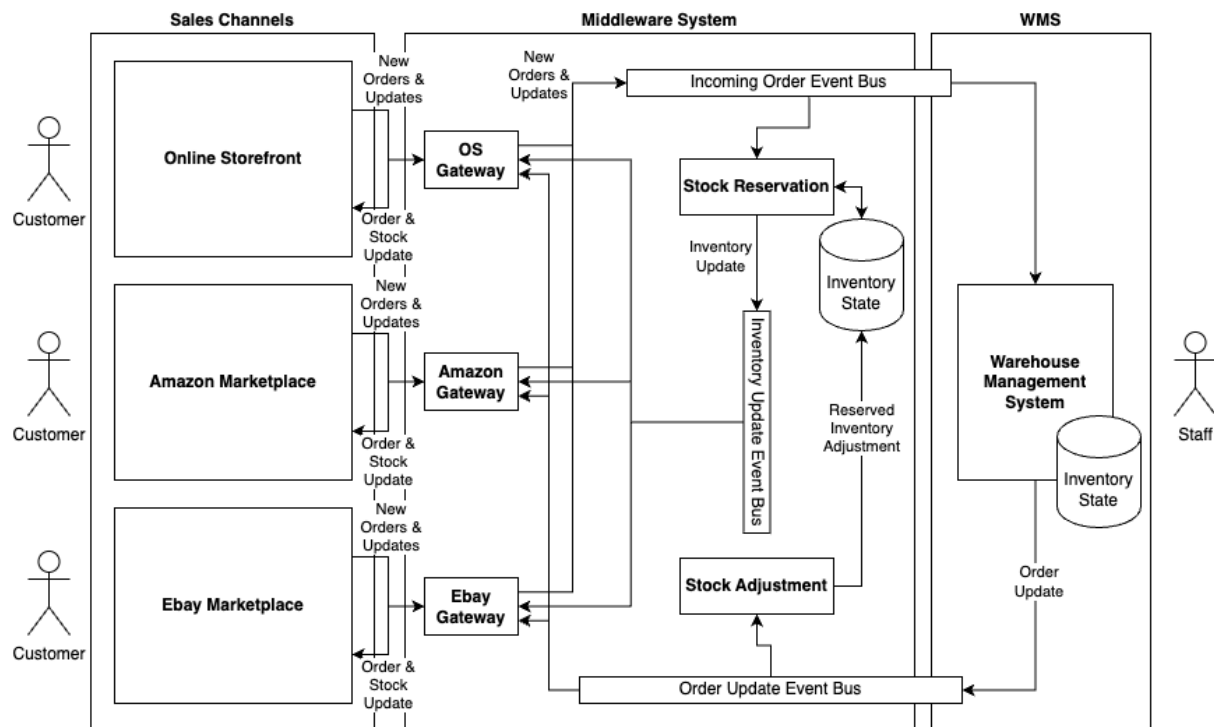 Sales Channels
Middleware System
WMS
New
Orders &
Updates
New
Orders &
Updates
Incoming Order Event Bus
Online Storefront
OS
Gateway
Stock Reservation
Customer
Order &
Stock
Update
Inventory
Update
Inventory
State
New
Orders &
Updates
Amazon Marketplace
Amazon
Gateway
Inventory Update Event Bus
Warehouse
Management
System
Customer
Order &
Stock
Update
Reserved
Inventory
Adjustment
Staff
Inventory
State
New
Orders &
Updates
Ebay Marketplace
Ebay
Gateway
Stock Adjustment
Order
Update
Customer
Order &
Stock
Update
Order Update Event Bus